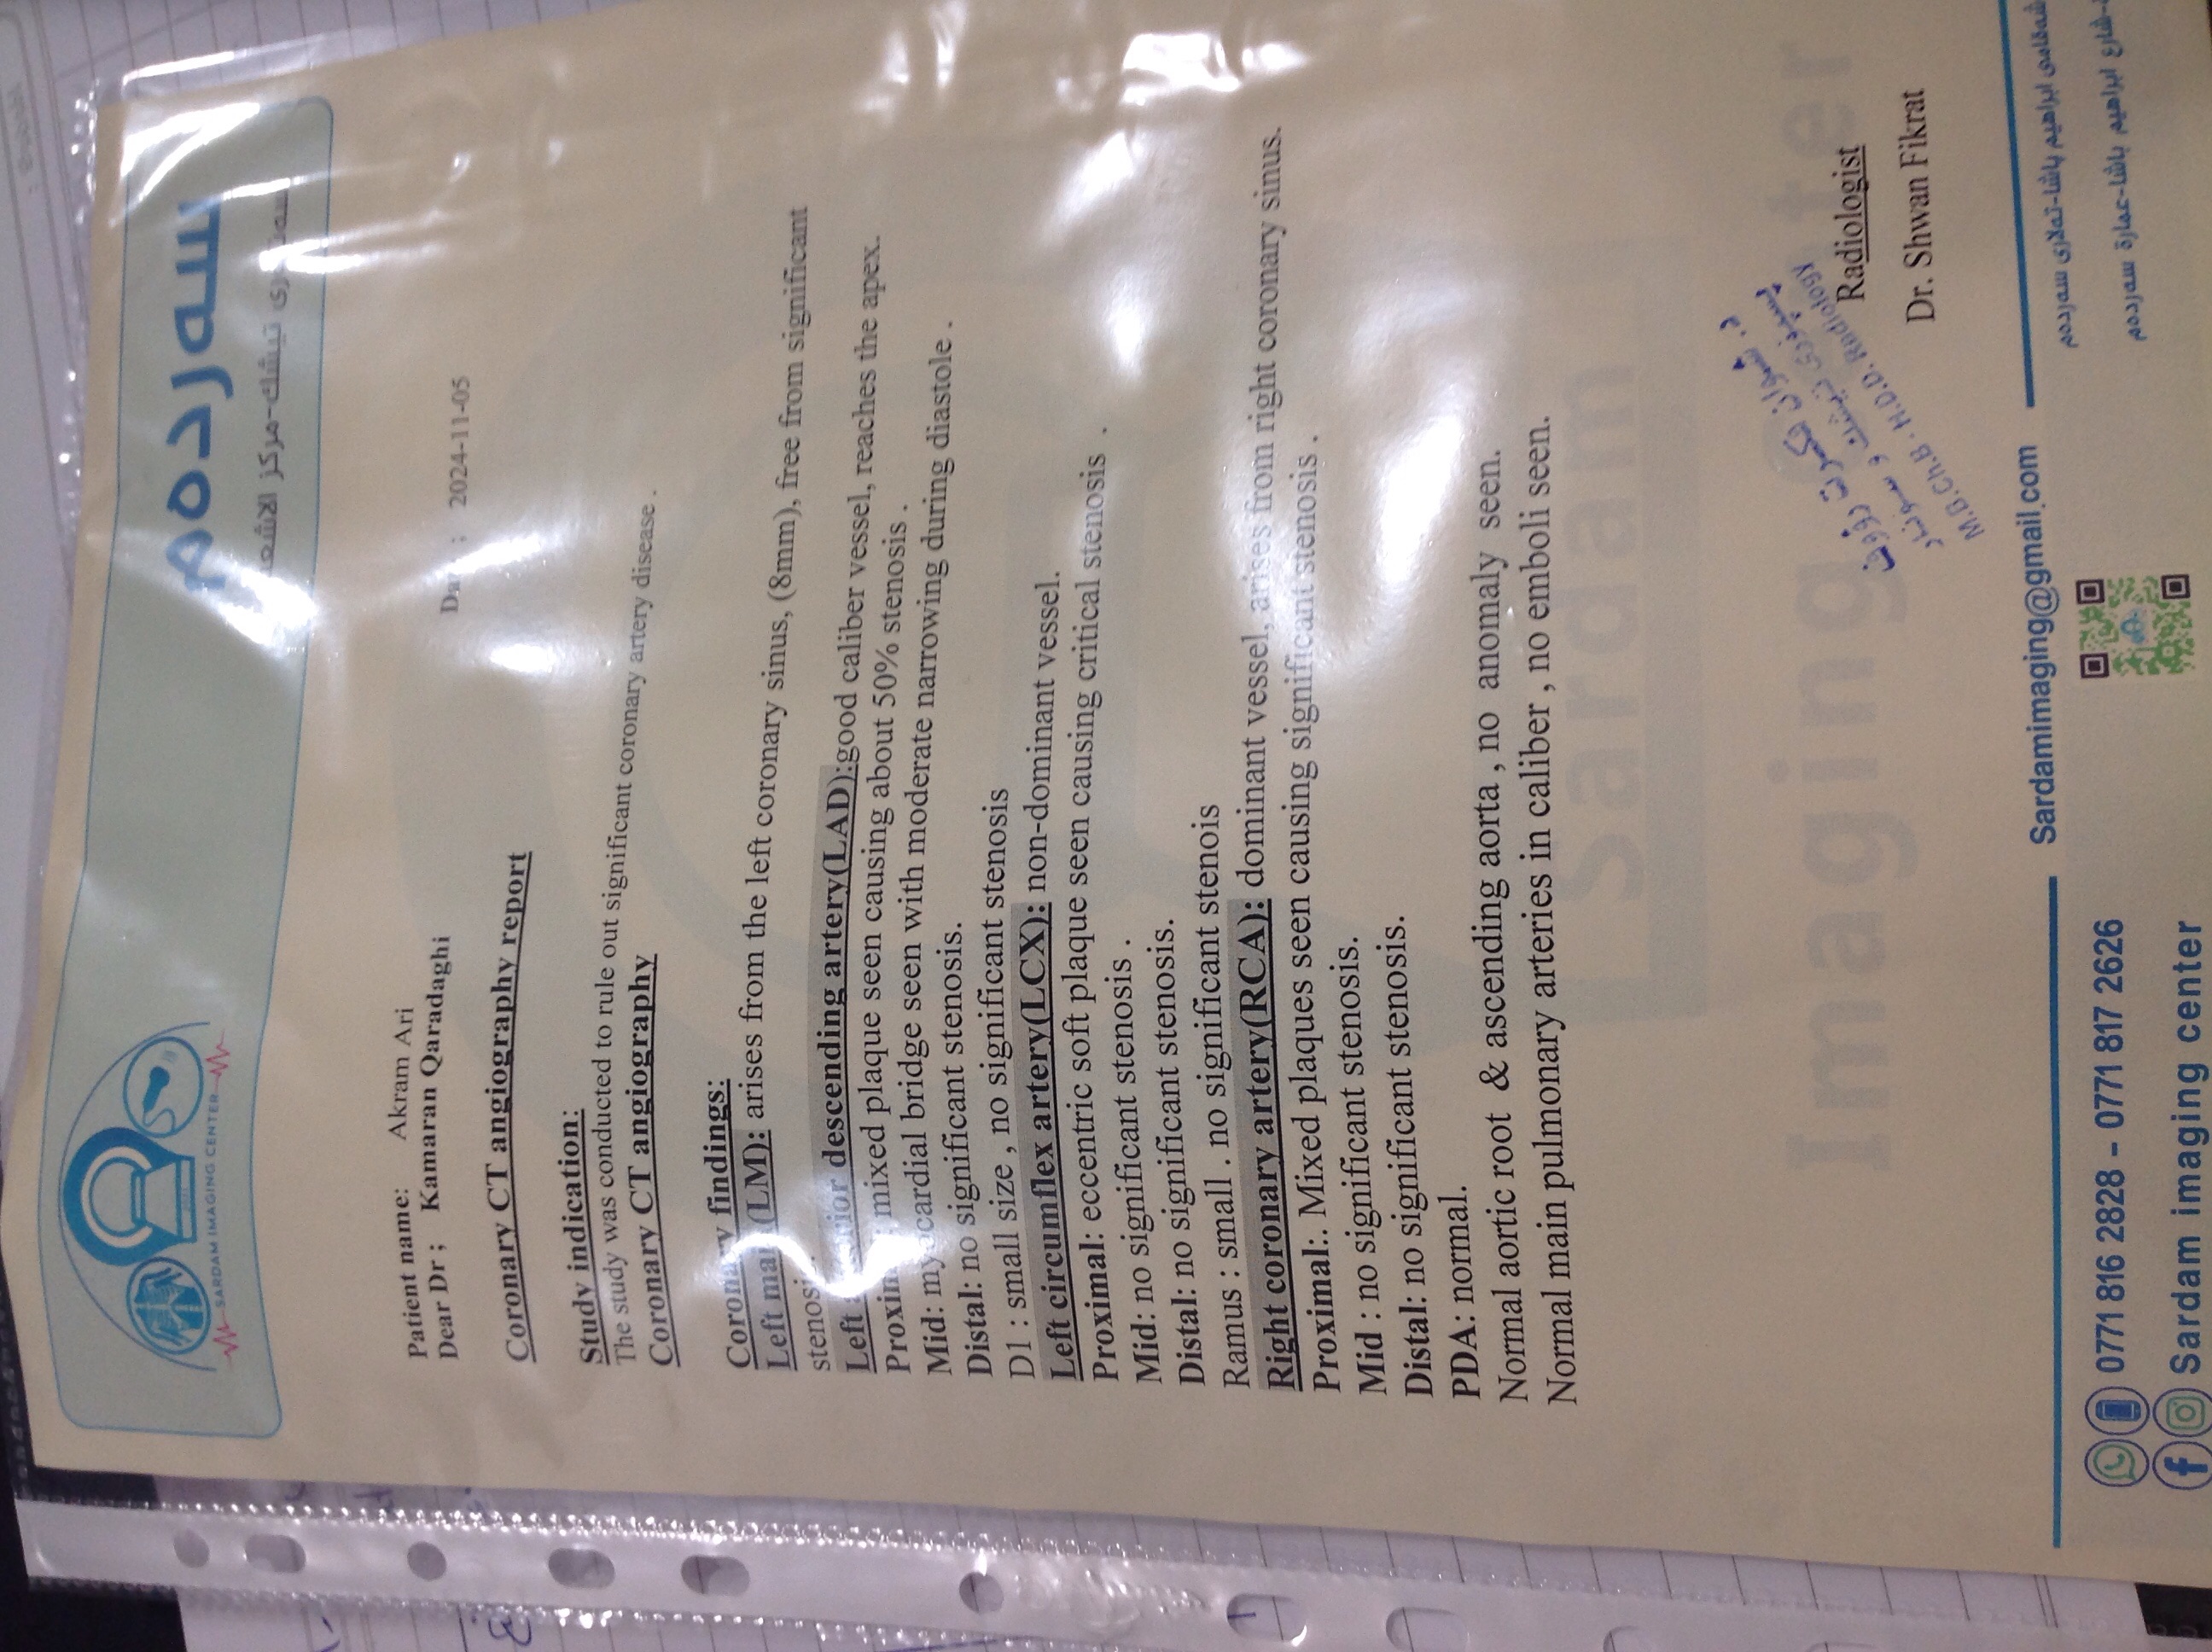 سەردەم
SARDAM IMAGING CENTER
Patient name: Akram Ari
: 2024-11-05
Dear Dr ; Kamaran Qaradaghi
Coronary CT angiography report
Study indication:
The study was conducted to rule out significant coronary artery disease .
Coronary CT angiography
Coronary findings:
Left main (LM): arises from the left coronary sinus, (8mm), free from significant
stenosis.
Left descending artery(LAD):good caliber vessel, reaches the apex.
mixed plaque seen causing about 50% stenosis .
Mid: myocardial bridge seen with moderate narrowing during diastole .
Distal: no significant stenosis.
D1 : small size , no significant stenosis
Left circumflex artery(LCX): non-dominant vessel.
Proximal: eccentric soft plaque seen causing critical stenosis .
Mid: no significant stenosis .
Distal: no significant stenosis.
Ramus : small . no significant stenois
Right coronary artery(RCA): dominant vessel, arises from right coronary sinus.
Proximal:. Mixed plaques seen causing significant stenosis .
Mid : no significant stenosis.
Distal: no significant stenosis.
PDA: normal.
Normal aortic root & ascending aorta , no anomaly seen.
Normal main pulmonary arteries in caliber , no emboli seen.
Sardam
Imaging
M.B.Ch.B. H.D.D. Radiology
Radiologist
Dr. Shwan Fikrat
Sardamimaging@gmail.com
0771 816 2828 - 0771 817 2626
Sardam imaging center